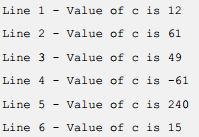 Line 1 - Value of c is 12
Line 2 - Value of c is 61
Line 3 - Value of c is 49
Line 4 - Value of c is -61
Line 5 - Value of c is 240
Line 6 - Value of c is 15